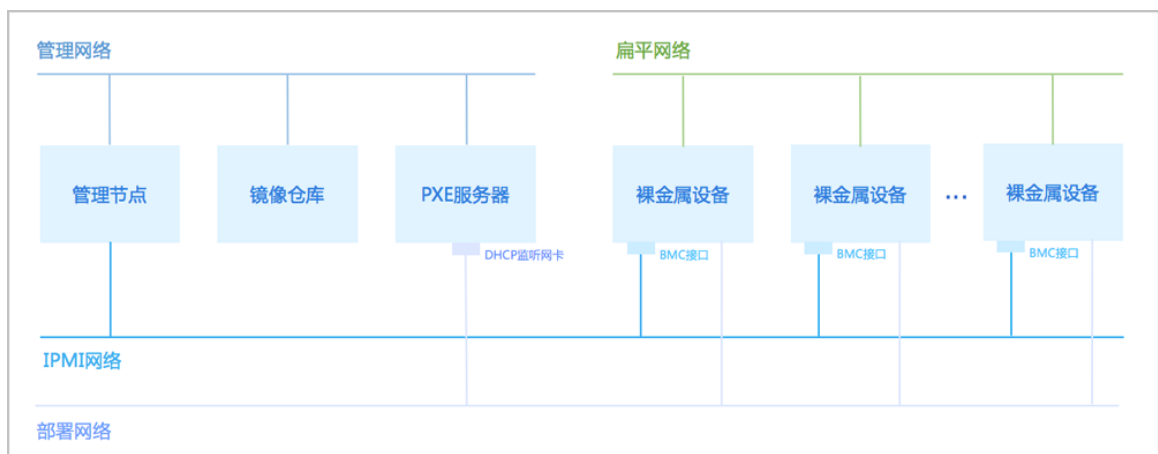 管理网络
扁平网络
管理节点
镜像仓库
PXE服务器
裸金属设备
裸金属设备
...
裸金属设备
DHCP监听网卡
BMC接口
BMC接口
BMC接口
IPMI网络
部署网络